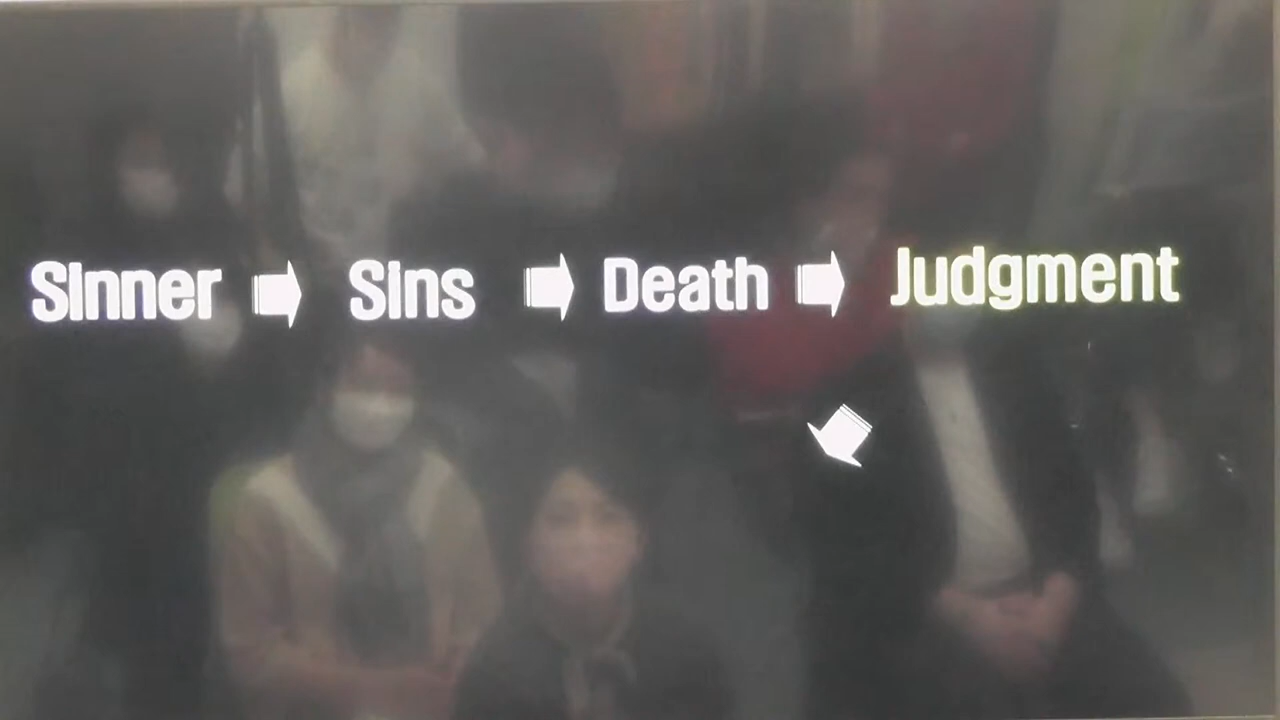 Sinner ➡ Sins ➡ Death ➡ Judgment